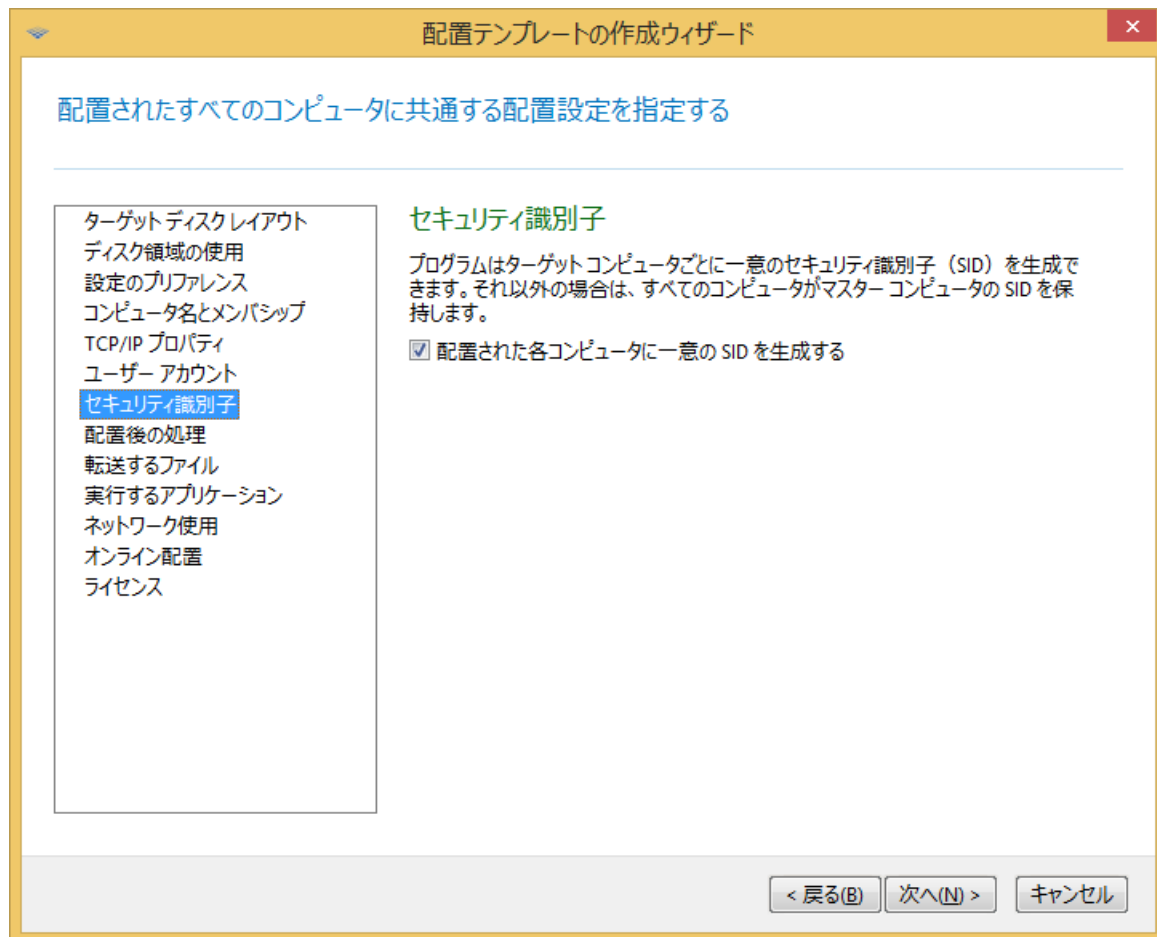 配置テンプレートの作成ウィザード
配置されたすべてのコンピュータに共通する配置設定を指定する
ターゲット ディスク レイアウト
ディスク領域の使用
設定のプリファレンス
コンピュータ名とメンバシップ
TCP/IP プロパティ
ユーザー アカウント
セキュリティ識別子
配置後の処理
転送するファイル
実行するアプリケーション
ネットワーク使用
オンライン配置
ライセンス
セキュリティ識別子
プログラムはターゲット コンピュータごとに一意のセキュリティ識別子（SID）を生成で
きます。それ以外の場合は、すべてのコンピュータがマスター コンピュータの SID を保
持します。
配置された各コンピュータに一意の SID を生成する
< 戻る(B)
次へ(N) >
キャンセル